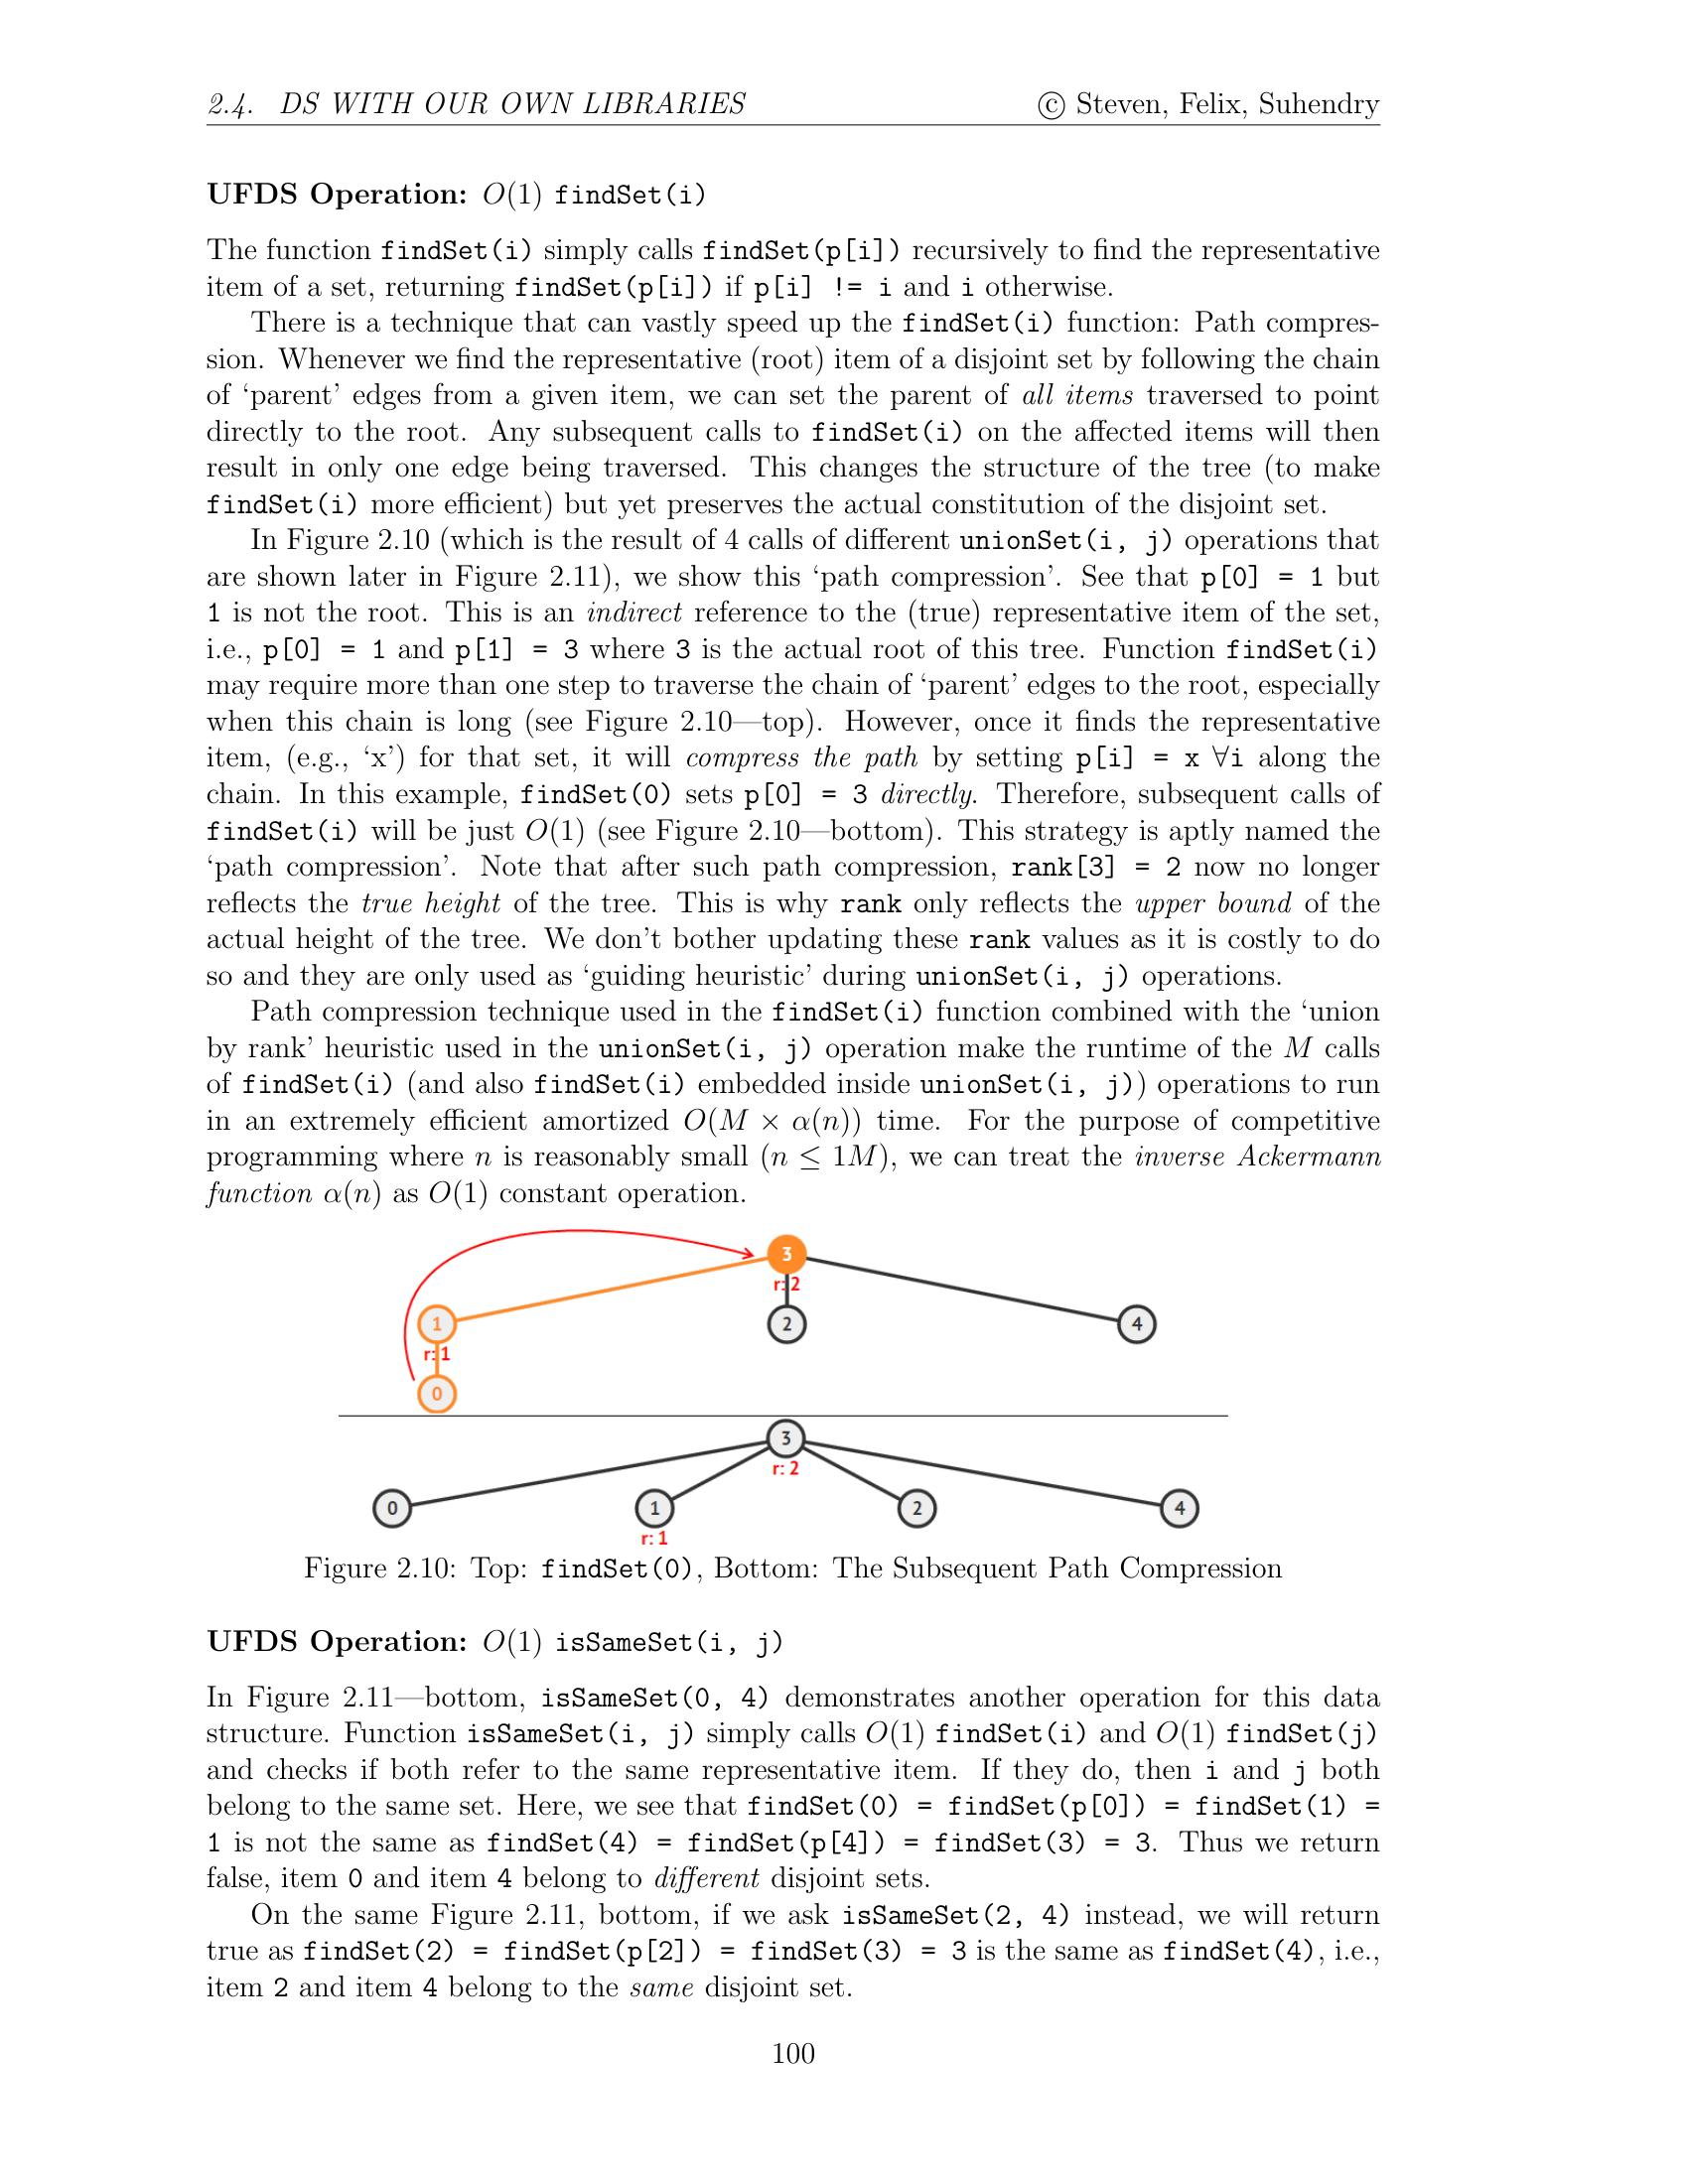 2.4. DS WITH OUR OWN LIBRARIES © Steven, Felix, Suhendry
UFDS Operation: O(1) findSet(i)
The function findSet(i) simply calls findSet(p[i]) recursively to find the representative
item of a set, returning findSet(p[i]) if p[i] != i and i otherwise.
There is a technique that can vastly speed up the findSet(i) function: Path compres-
sion. Whenever we find the representative (root) item of a disjoint set by following the chain
of ‘parent’ edges from a given item, we can set the parent of all items traversed to point
directly to the root. Any subsequent calls to findSet(i) on the affected items will then
result in only one edge being traversed. This changes the structure of the tree (to make
findSet(i) more efficient) but yet preserves the actual constitution of the disjoint set.
In Figure 2.10 (which is the result of 4 calls of different unionSet(i, j) operations that
are shown later in Figure 2.11), we show this ‘path compression’. See that p[0] = 1 but
1 is not the root. This is an indirect reference to the (true) representative item of the set,
i.e., p[0] = 1 and p[1] = 3 where 3 is the actual root of this tree. Function findSet(i)
may require more than one step to traverse the chain of ‘parent’ edges to the root, especially
when this chain is long (see Figure 2.10—top). However, once it finds the representative
item, (e.g., ‘x’) for that set, it will compress the path by setting p[i] = x ∀i along the
chain. In this example, findSet(0) sets p[0] = 3 directly. Therefore, subsequent calls of
findSet(i) will be just O(1) (see Figure 2.10—bottom). This strategy is aptly named the
‘path compression’. Note that after such path compression, rank[3] = 2 now no longer
reflects the true height of the tree. This is why rank only reflects the upper bound of the
actual height of the tree. We don’t bother updating these rank values as it is costly to do
so and they are only used as ‘guiding heuristic’ during unionSet(i, j) operations.
Path compression technique used in the findSet(i) function combined with the ‘union
by rank’ heuristic used in the unionSet(i, j) operation make the runtime of the M calls
of findSet(i) (and also findSet(i) embedded inside unionSet(i, j)) operations to run
in an extremely efficient amortized O(M × α(n)) time. For the purpose of competitive
programming where n is reasonably small (n ≤ 1M), we can treat the inverse Ackermann
function α(n) as O(1) constant operation.
3
r: 2
1 2 4
r: 1
0
3
r: 2
0 1 2 4
r: 1
Figure 2.10: Top: findSet(0), Bottom: The Subsequent Path Compression
UFDS Operation: O(1) isSameSet(i, j)
In Figure 2.11—bottom, isSameSet(0, 4) demonstrates another operation for this data
structure. Function isSameSet(i, j) simply calls O(1) findSet(i) and O(1) findSet(j)
and checks if both refer to the same representative item. If they do, then i and j both
belong to the same set. Here, we see that findSet(0) = findSet(p[0]) = findSet(1) =
1 is not the same as findSet(4) = findSet(p[4]) = findSet(3) = 3. Thus we return
false, item 0 and item 4 belong to different disjoint sets.
On the same Figure 2.11, bottom, if we ask isSameSet(2, 4) instead, we will return
true as findSet(2) = findSet(p[2]) = findSet(3) = 3 is the same as findSet(4), i.e.,
item 2 and item 4 belong to the same disjoint set.
100